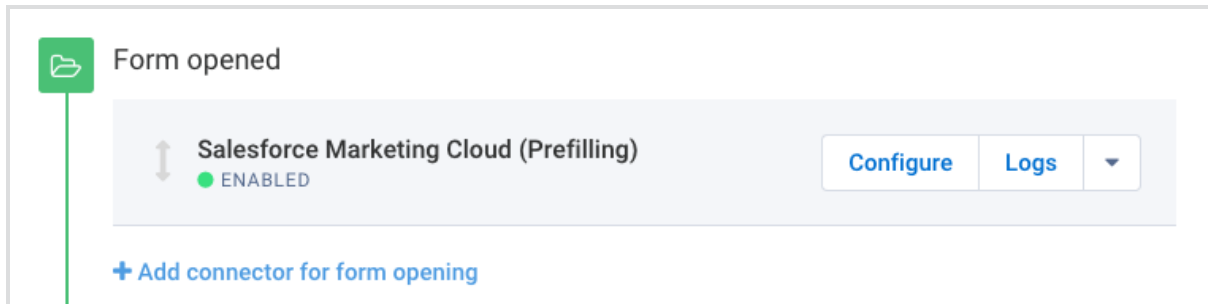 Form opened
Salesforce Marketing Cloud (Prefilling)
ENABLED
Configure
Logs
+ Add connector for form opening